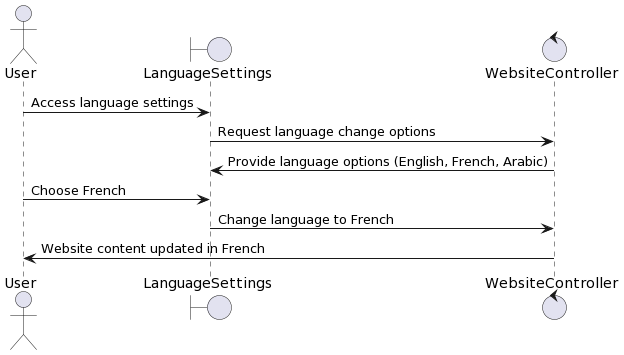 User
LanguageSettings
WebsiteController
Access language settings
Request language change options
Provide language options (English, French, Arabic)
Choose French
Change language to French
Website content updated in French
User
LanguageSettings
WebsiteController